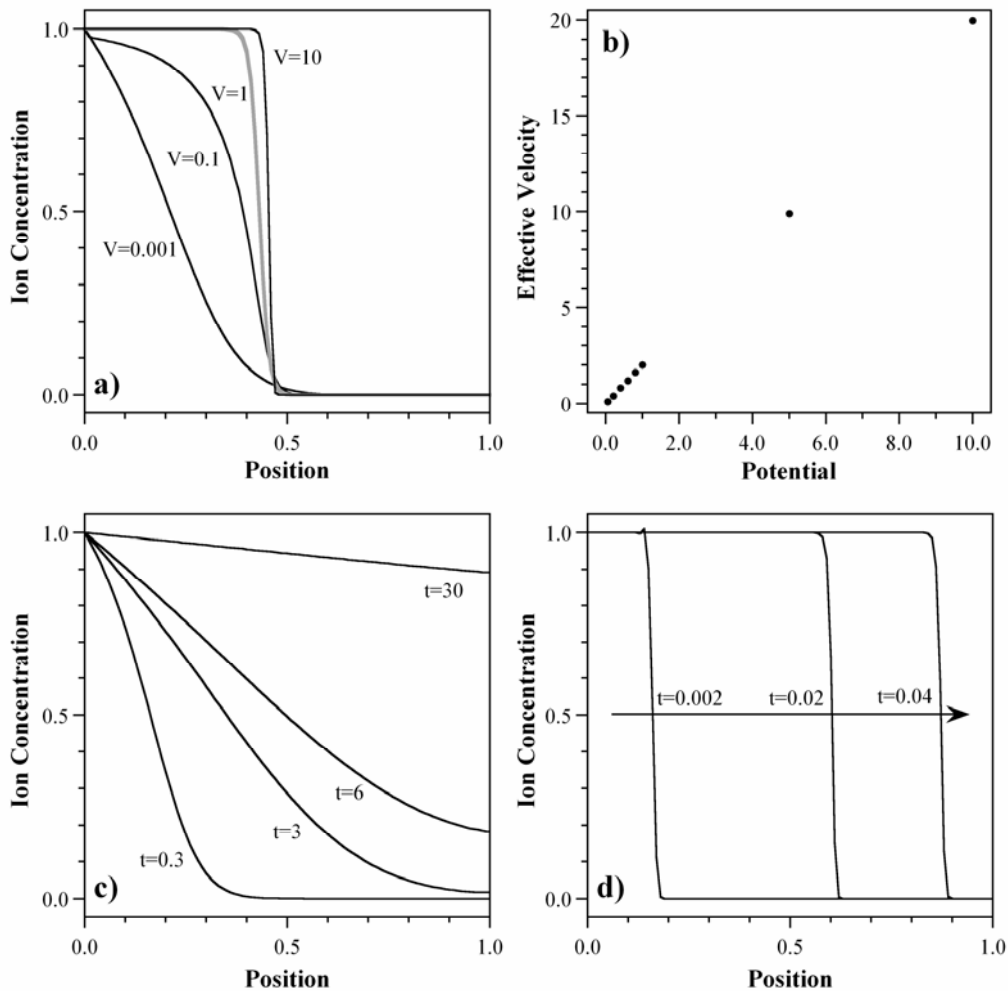 1.0
0.5
0.0
Ion Concentration
V=10
V=1
V=0.1
V=0.001
a)
0.0
0.5
1.0
Position
20
15
10
5
0
Effective Velocity
b)
0.0
2.0
4.0
6.0
8.0
10.0
Potential
1.0
0.5
0.0
Ion Concentration
t=30
t=6
t=3
t=0.3
c)
0.0
0.5
1.0
Position
1.0
0.5
0.0
Ion Concentration
t=0.002
t=0.02
t=0.04
d)
0.0
0.5
1.0
Position